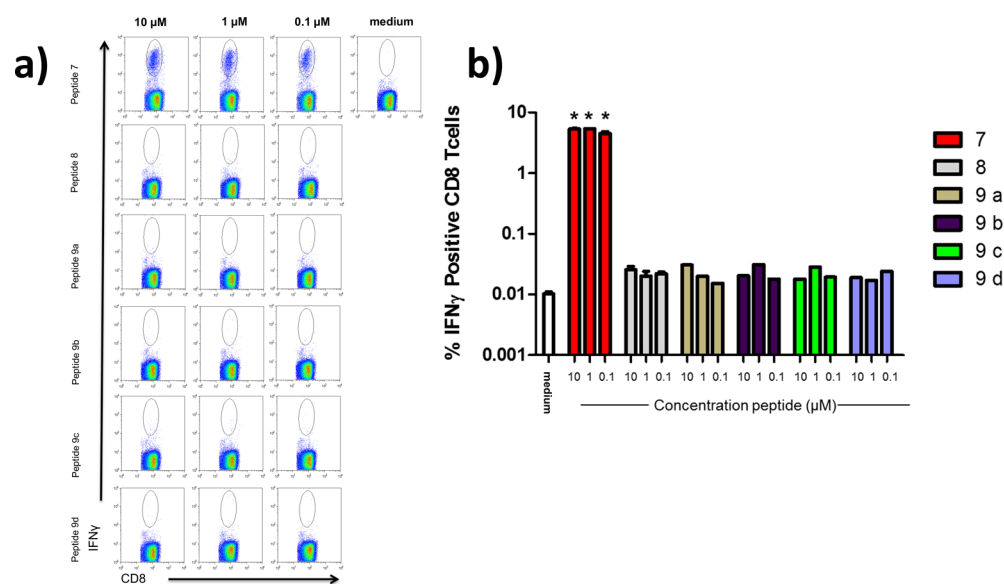 a)
10 µM 1 µM 0.1 µM medium
Peptide 7
Peptide 8
Peptide 9a
Peptide 9b
Peptide 9c
Peptide 9d
IFNγ
CD8
b)
% IFNγ Positive CD8 Tcells
10
1
0.1
0.01
0.001
* * *
medium
10 1 0.1 10 1 0.1 10 1 0.1 10 1 0.1 10 1 0.1 10 1 0.1
Concentration peptide (µM)
7
8
9 a
9 b
9 c
9 d